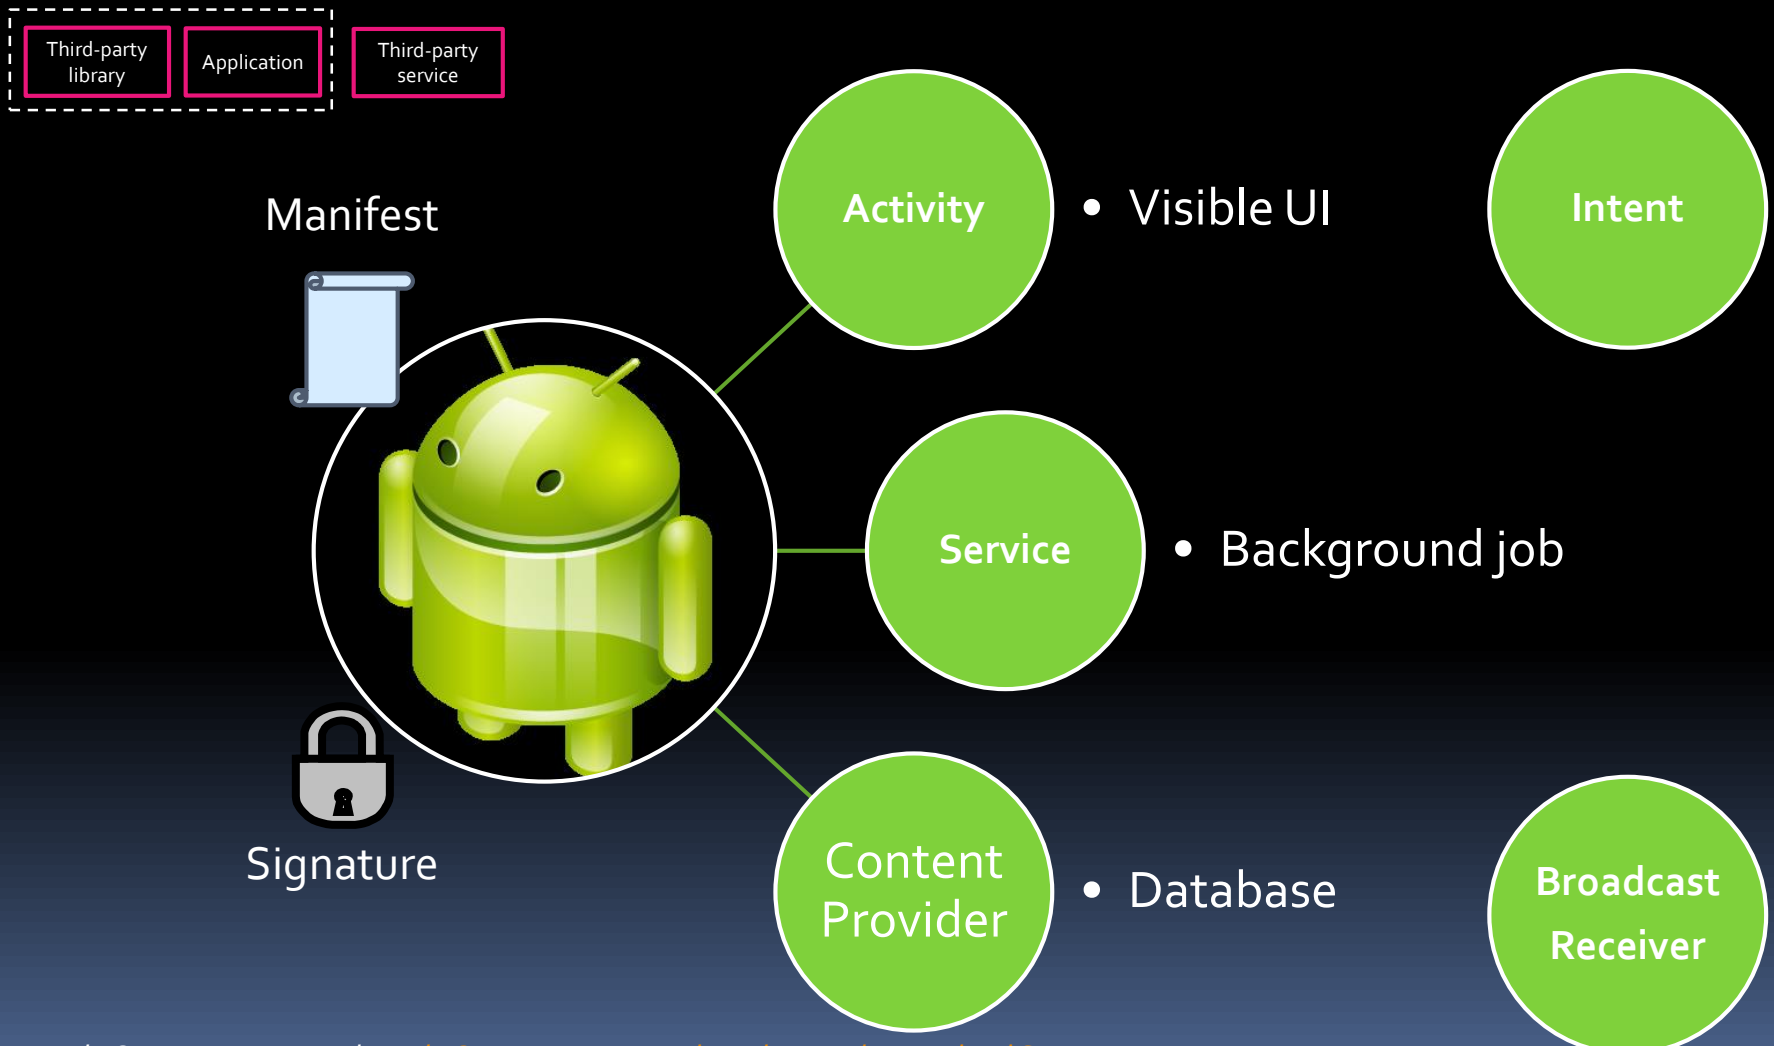 Third-party
library
Application
Third-party
service
Manifest
Activity
• Visible UI
Intent
Service
• Background job
Signature
Content
Provider
• Database
Broadcast
Receiver